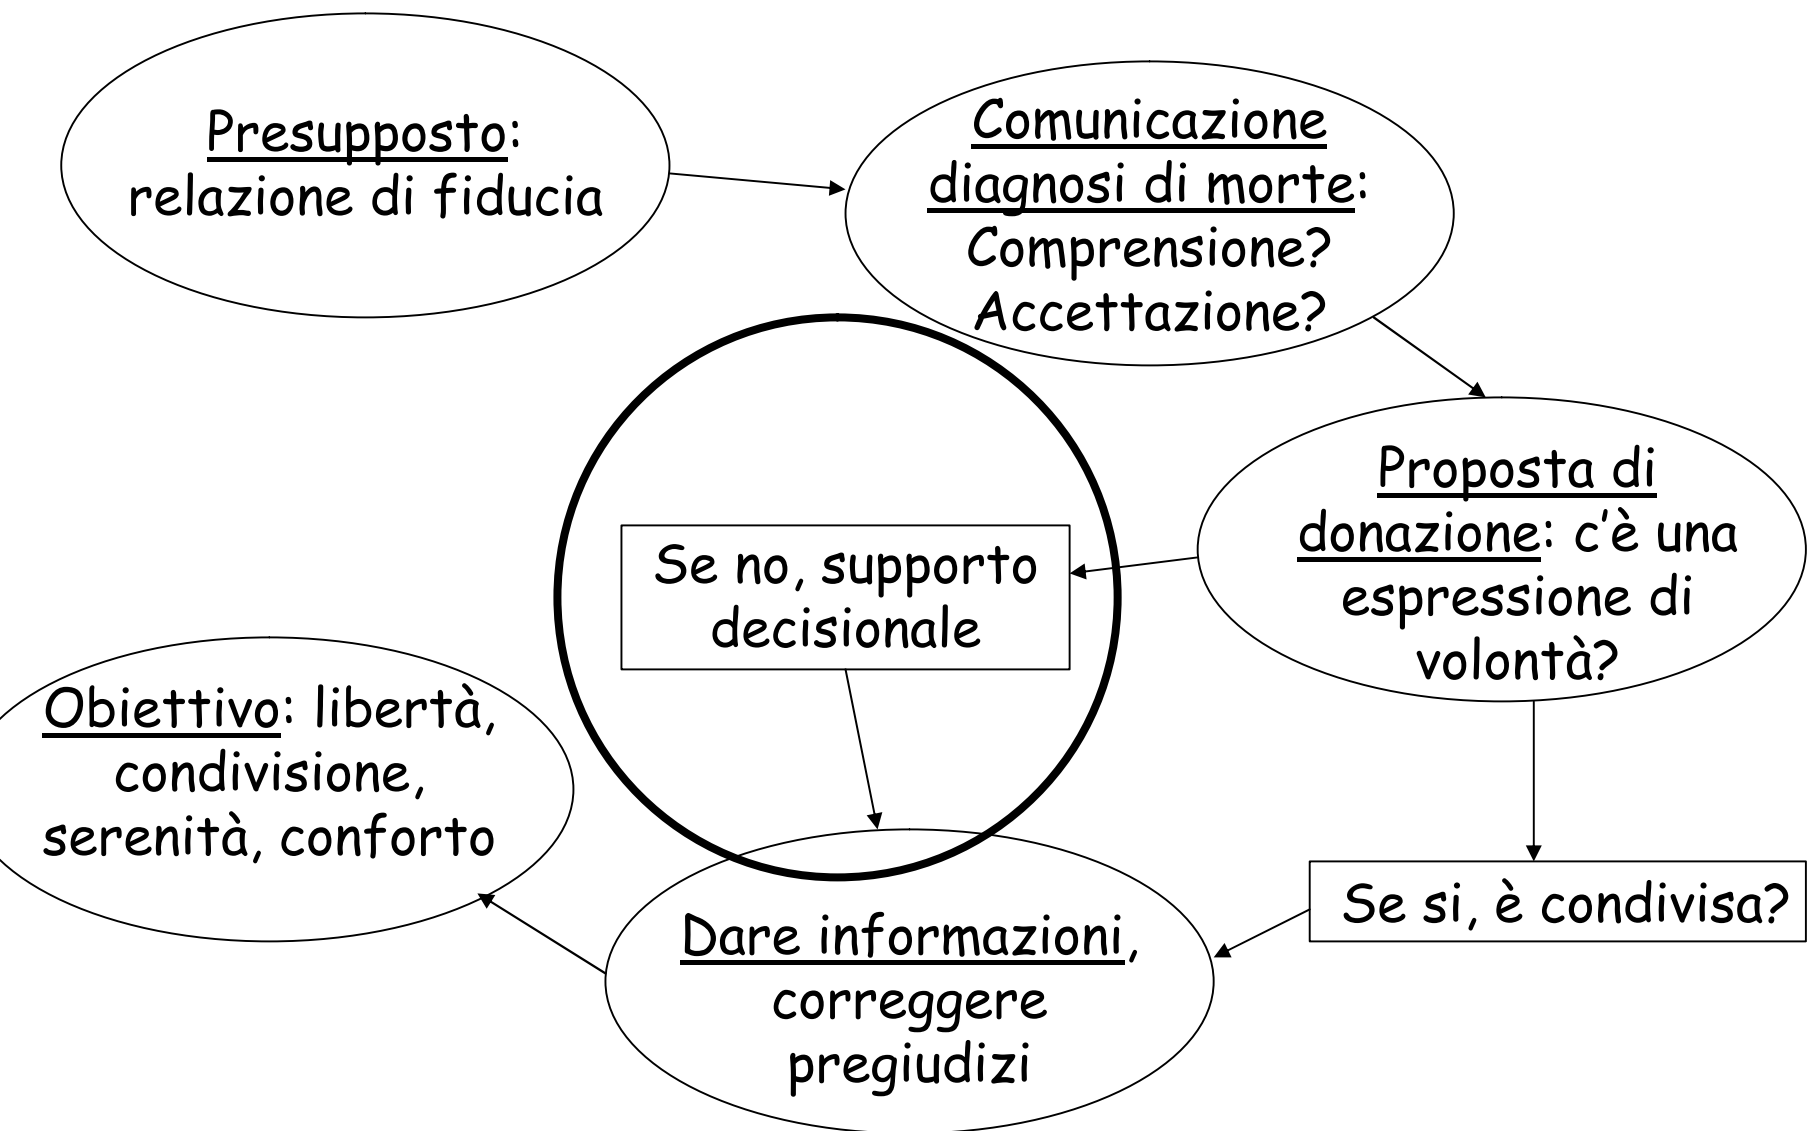 Presupposto:
relazione di fiducia
Comunicazione
diagnosi di morte:
Comprensione?
Accettazione?
Proposta di
donazione: c'è una
espressione di
volontà?
Se no, supporto
decisionale
Se si, è condivisa?
Dare informazioni,
correggere
pregiudizi
Obiettivo: libertà,
condivisione,
serenità, conforto